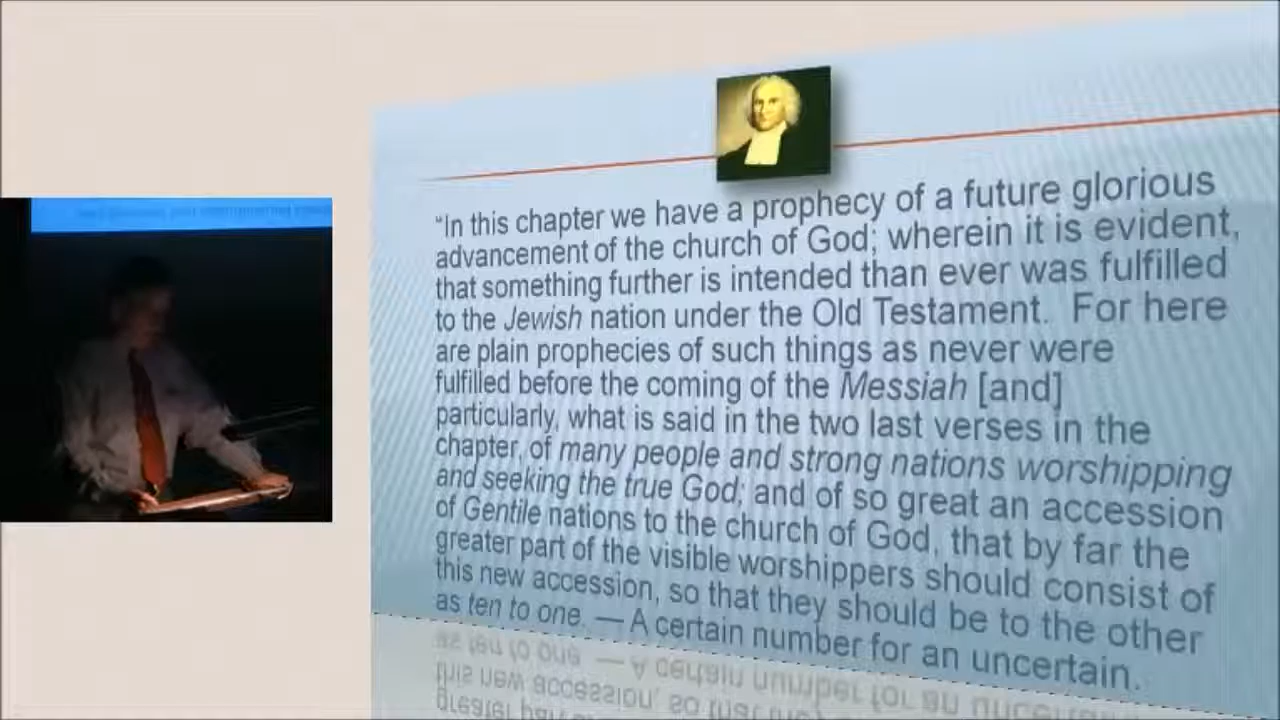 “In this chapter we have a prophecy of a future glorious
advancement of the church of God; wherein it is evident,
that something further is intended than ever was fulfilled
to the Jewish nation under the Old Testament.  For here
are plain prophecies of such things as never were
fulfilled before the coming of the Messiah [and]
particularly, what is said in the two last verses in the
chapter, of many people and strong nations worshipping
and seeking the true God; and of so great an accession
of Gentile nations to the church of God, that by far the
greater part of the visible worshippers should consist of
this new accession, so that they should be to the other
as ten to one. — A certain number for an uncertain.